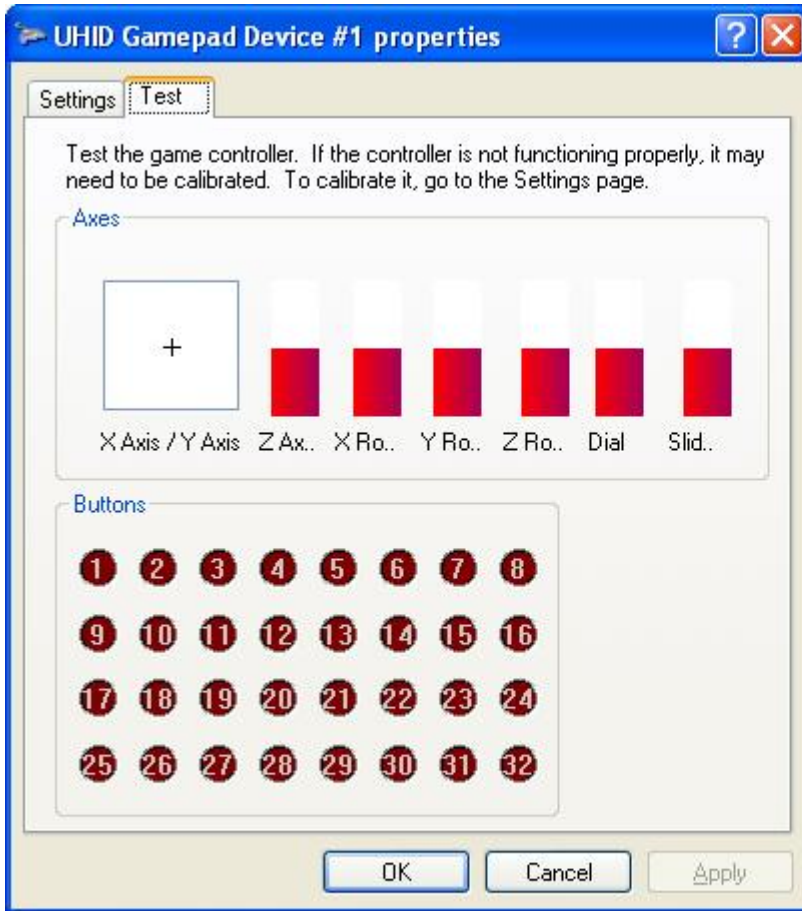 UHID Gamepad Device #1 properties
Settings Test
Test the game controller. If the controller is not functioning properly, it may
need to be calibrated. To calibrate it, go to the Settings page.
Axes
X Axis / Y Axis Z Ax.. X Ro.. Y Ro.. Z Ro.. Dial Slid..
Buttons
1 2 3 4 5 6 7 8
9 10 11 12 13 14 15 16
17 18 19 20 21 22 23 24
25 26 27 28 29 30 31 32
OK Cancel Apply